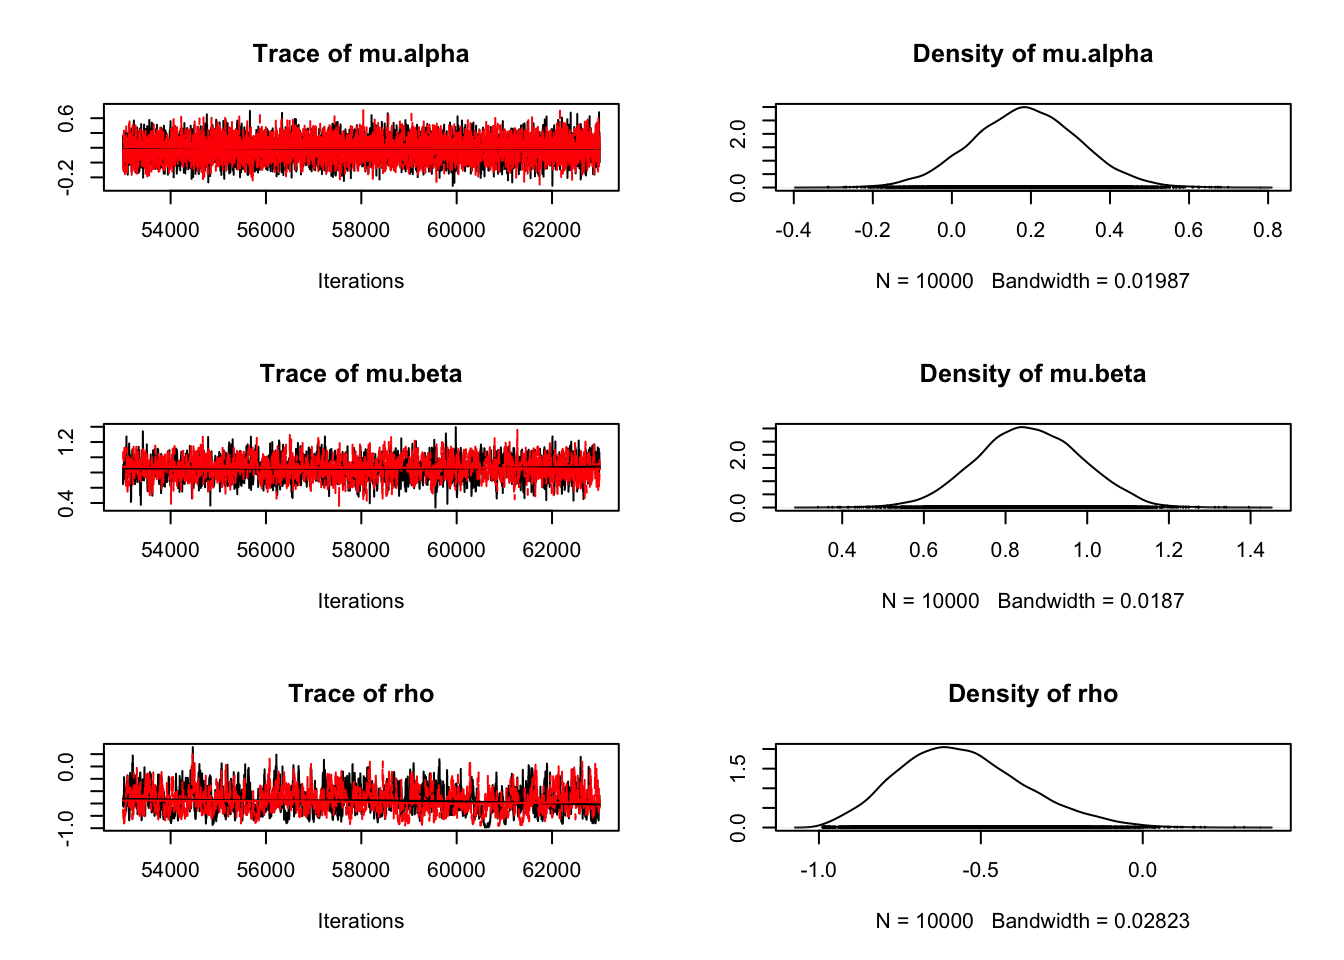 Trace of mu.alpha
0.6
-0.2
54000 56000 58000 60000 62000
Iterations
Density of mu.alpha
2.0
0.0
-0.4 -0.2 0.0 0.2 0.4 0.6 0.8
N = 10000 Bandwidth = 0.01987
Trace of mu.beta
1.2
0.4
54000 56000 58000 60000 62000
Iterations
Density of mu.beta
2.0
0.0
0.4 0.6 0.8 1.0 1.2 1.4
N = 10000 Bandwidth = 0.0187
Trace of rho
0.0
-1.0
54000 56000 58000 60000 62000
Iterations
Density of rho
1.5
0.0
-1.0 -0.5 0.0
N = 10000 Bandwidth = 0.02823